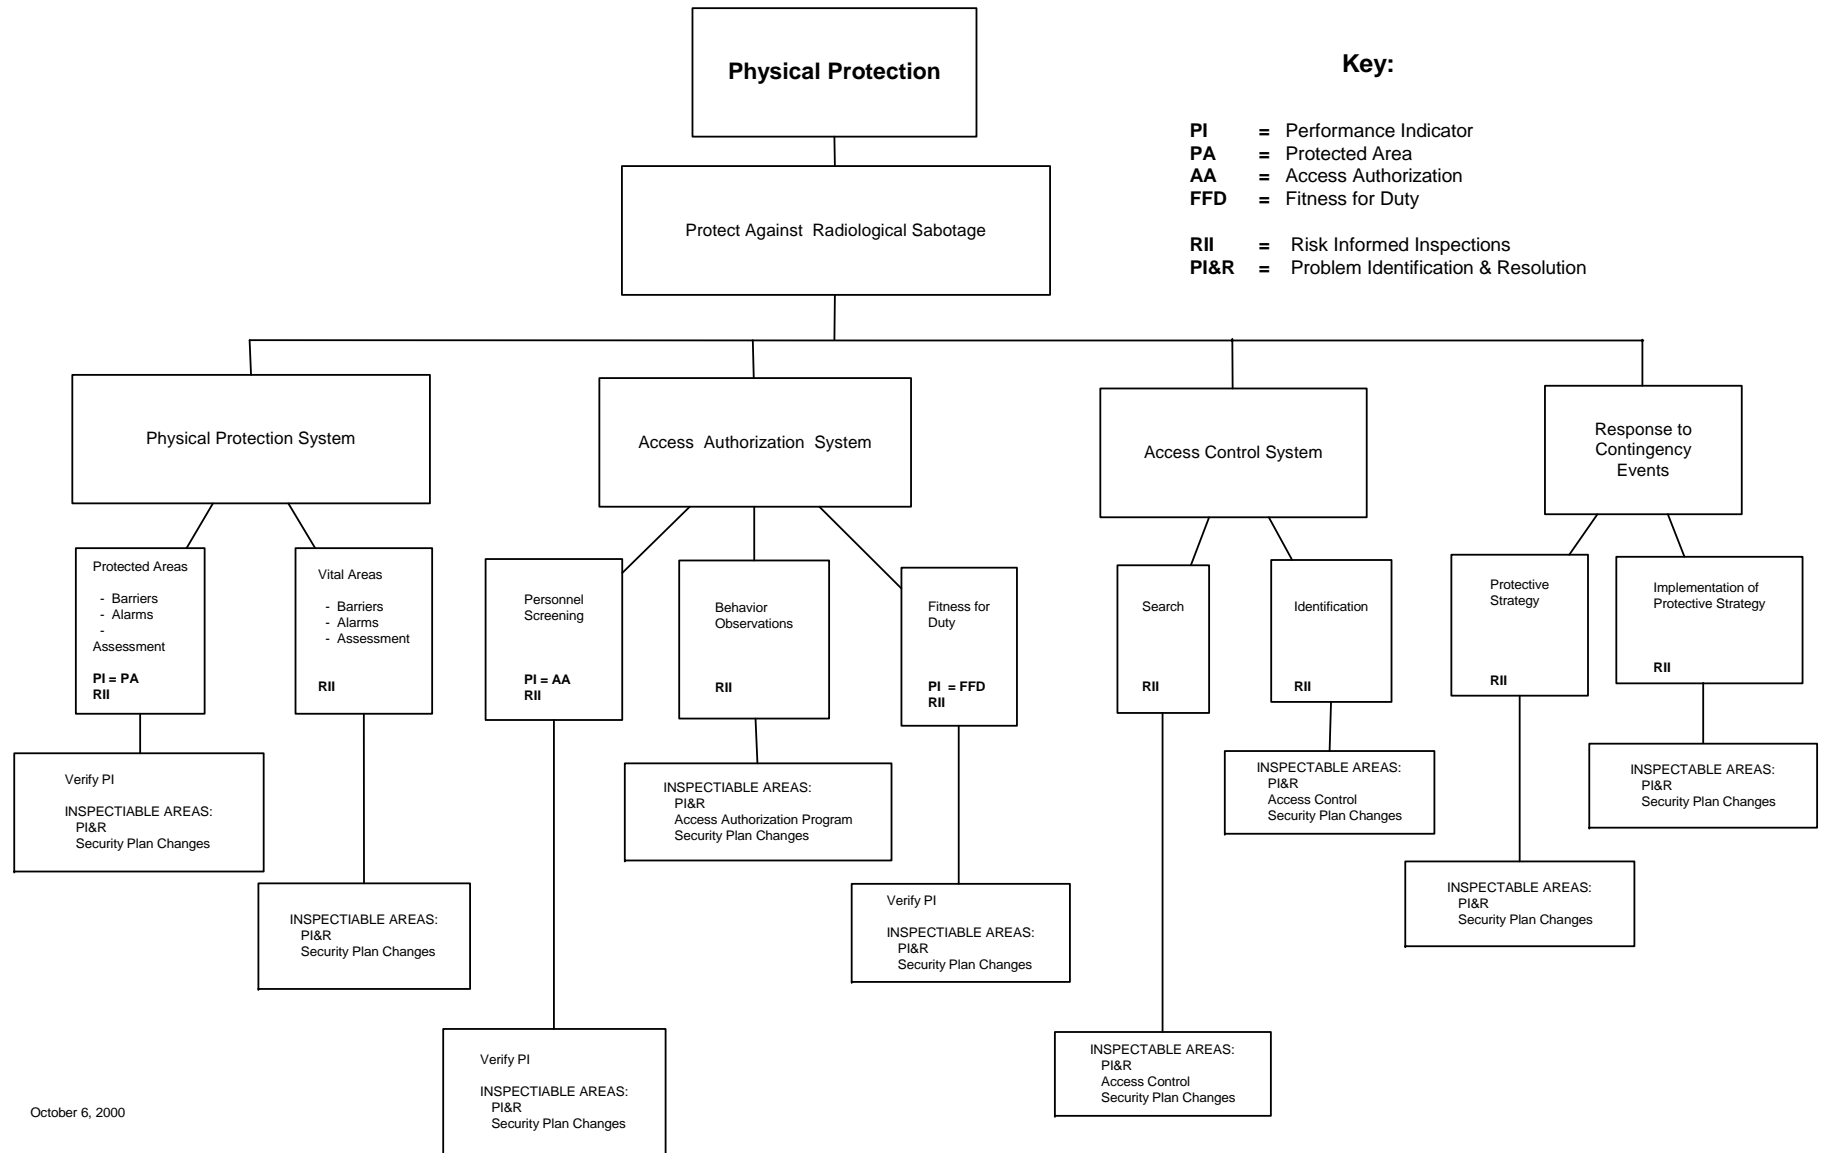 Physical Protection
Key:
PI = Performance Indicator
PA = Protected Area
AA = Access Authorization
FFD = Fitness for Duty
RII = Risk Informed Inspections
PI&R = Problem Identification & Resolution
Protect Against Radiological Sabotage
Physical Protection System
Access Authorization System
Access Control System
Response to
Contingency
Events
Protected Areas
- Barriers
- Alarms
-
Assessment
PI = PA
RII
Vital Areas
- Barriers
- Alarms
- Assessment
RII
Personnel
Screening
PI = AA
RII
Behavior
Observations
RII
Fitness for
Duty
PI = FFD
RII
Search
RII
Identification
RII
Protective
Strategy
RII
Implementation of
Protective Strategy
RII
Verify PI
INSPECTIABLE AREAS:
PI&R
Security Plan Changes
INSPECTIABLE AREAS:
PI&R
Security Plan Changes
Verify PI
INSPECTIABLE AREAS:
PI&R
Security Plan Changes
INSPECTIABLE AREAS:
PI&R
Access Authorization Program
Security Plan Changes
Verify PI
INSPECTIABLE AREAS:
PI&R
Security Plan Changes
INSPECTABLE AREAS:
PI&R
Access Control
Security Plan Changes
INSPECTABLE AREAS:
PI&R
Access Control
Security Plan Changes
INSPECTABLE AREAS:
PI&R
Security Plan Changes
INSPECTABLE AREAS:
PI&R
Security Plan Changes
October 6, 2000